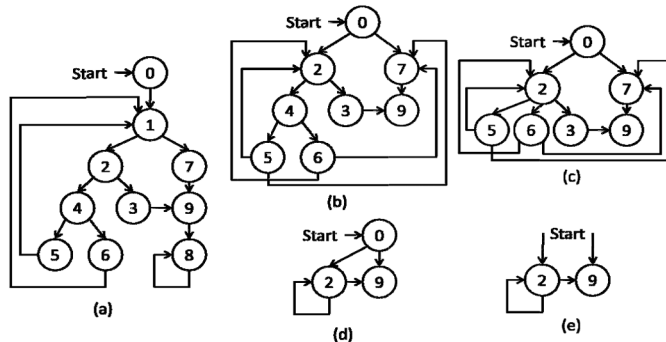 Start 0
1
2 7
4 3 9
5 6 8
(a)
Start 0
2 7
4 3 9
5 6
(b)
Start 0
2 7
5 6 3 9
(c)
Start 0
2 9
(d)
Start
2 9
(e)